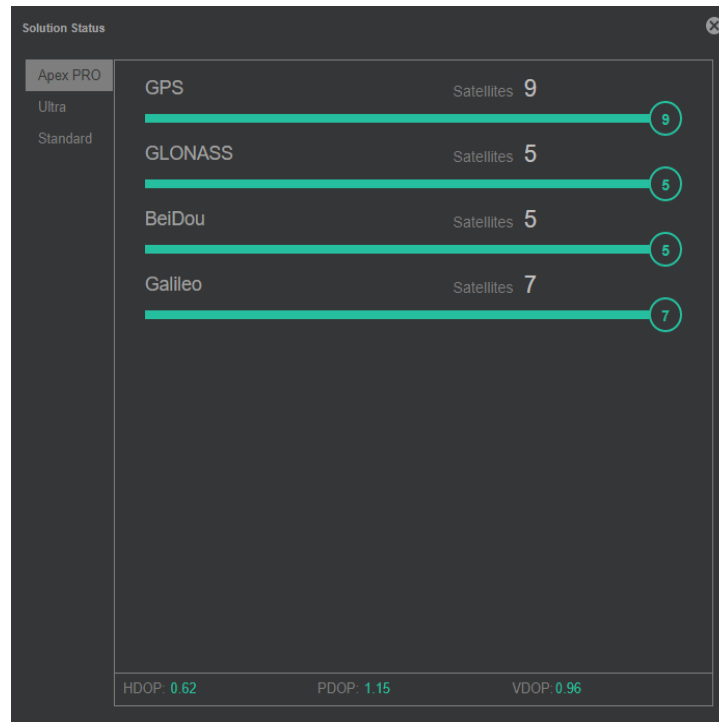 Solution Status
Apex PRO
Ultra
Standard
GPS Satellites 9
9
GLONASS Satellites 5
5
BeiDou Satellites 5
5
Galileo Satellites 7
7
HDOP: 0.62 PDOP: 1.15 VDOP: 0.96